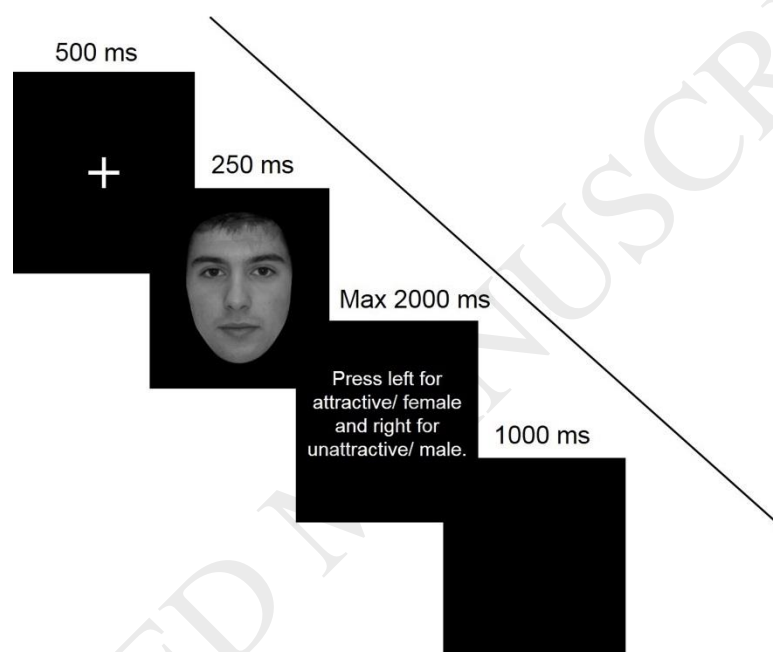 500 ms
250 ms
Max 2000 ms
Press left for
attractive/ female
and right for
unattractive/ male.
1000 ms